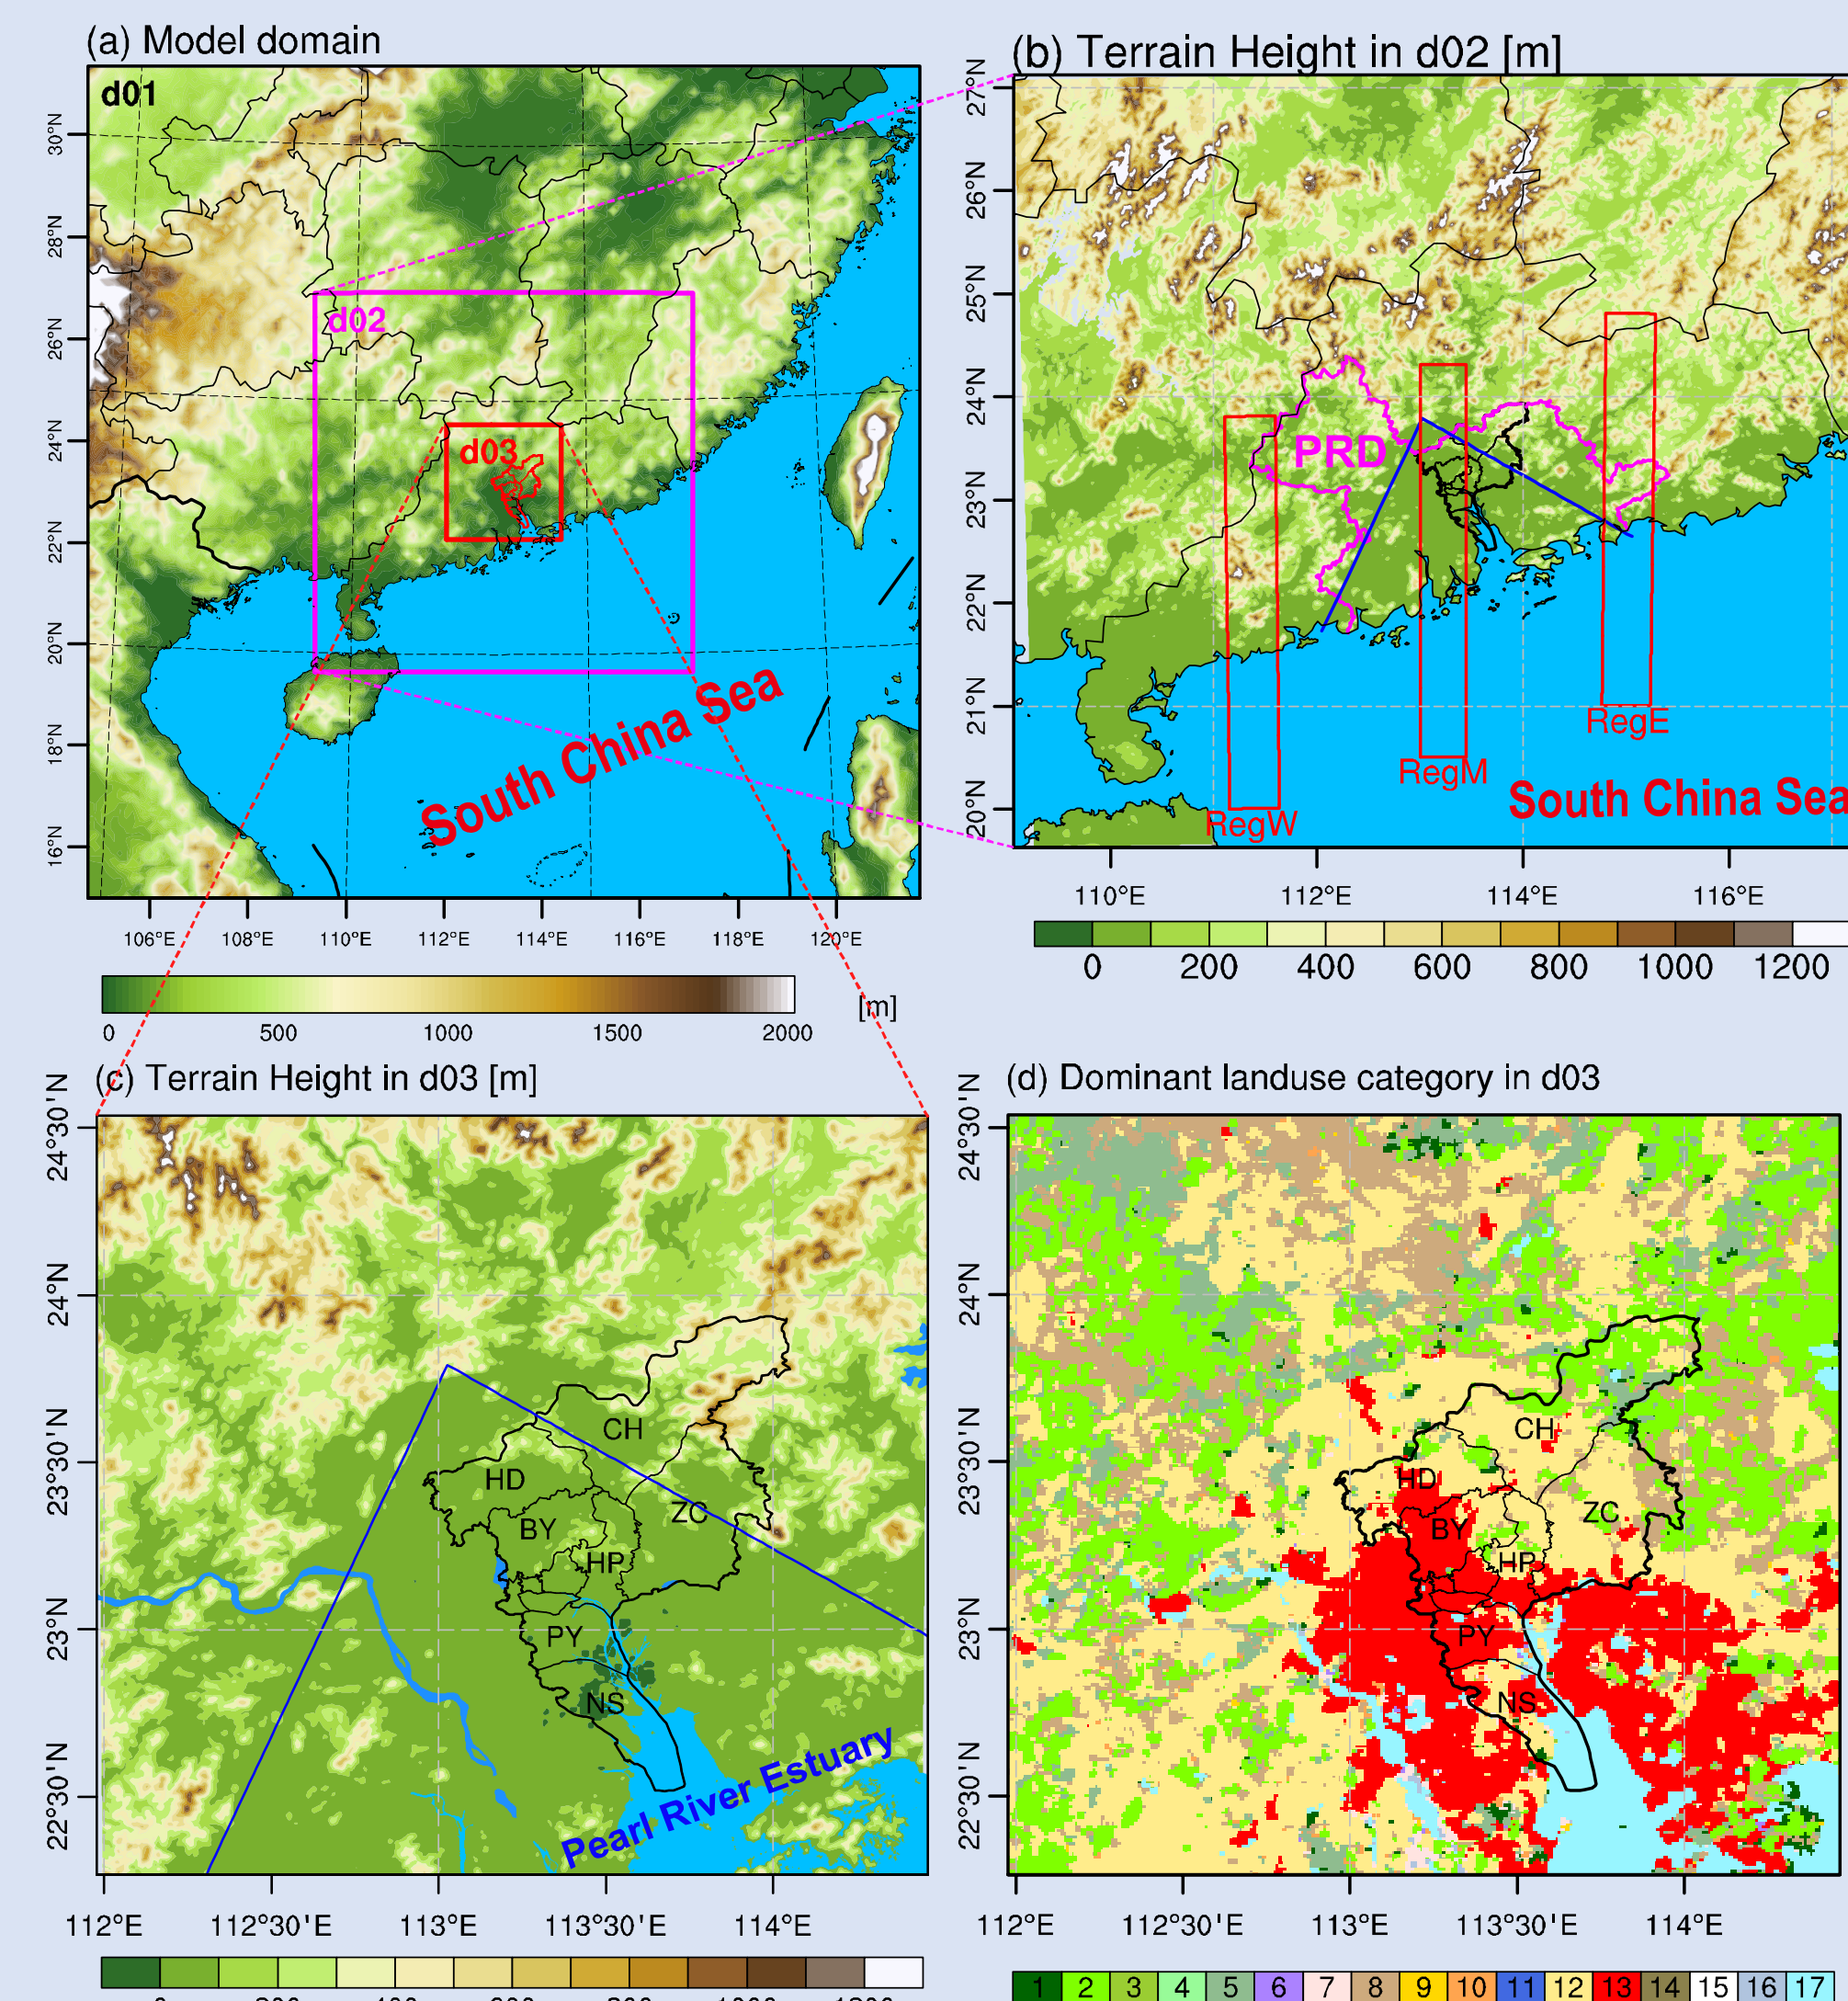 (a) Model domain
d01
d02
d03
South China Sea
30°N
28°N
26°N
24°N
22°N
20°N
18°N
16°N
106°E 108°E 110°E 112°E 114°E 116°E 118°E 120°E
0 500 1000 1500 2000
[m]
(b) Terrain Height in d02 [m]
27°N
26°N
25°N
24°N
23°N
22°N
21°N
20°N
PRD
RegE
RegM
RegW
South China Sea
110°E 112°E 114°E 116°E
0 200 400 600 800 1000 1200
(c) Terrain Height in d03 [m]
24°30'N
24°N
23°30'N
23°N
22°30'N
CH
HD
ZC
BY
HP
PY
NS
Pearl River Estuary
112°E 112°30'E 113°E 113°30'E 114°E
(d) Dominant landuse category in d03
24°30'N
24°N
23°30'N
23°N
22°30'N
CH
HD
ZC
BY
HP
PY
NS
112°E 112°30'E 113°E 113°30'E 114°E
1 2 3 4 5 6 7 8 9 10 11 12 13 14 15 16 17